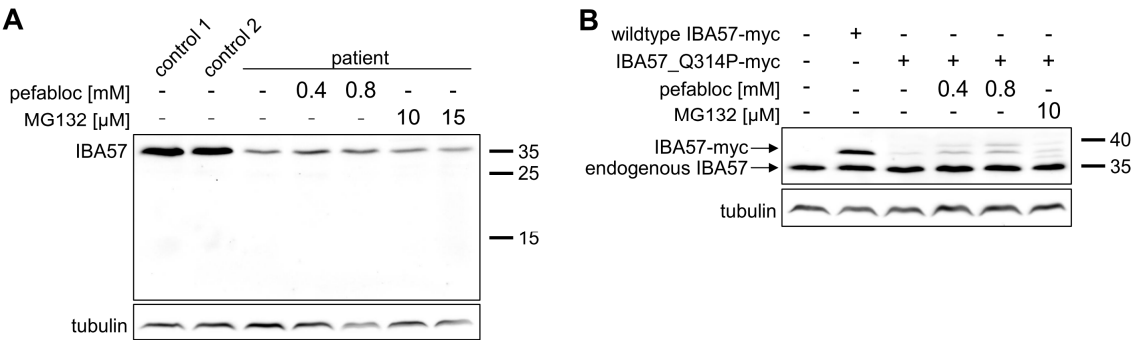 A
control 1
control 2
patient
pefabloc [mM] - - - 0.4 0.8 - -
MG132 [µM] - - - - - 10 15
IBA57
35
25
15
tubulin
B
wildtype IBA57-myc - + - - - -
IBA57_Q314P-myc - - + + + +
pefabloc [mM] - - - 0.4 0.8 -
MG132 [µM] - - - - - 10
IBA57-myc
endogenous IBA57
40
35
tubulin